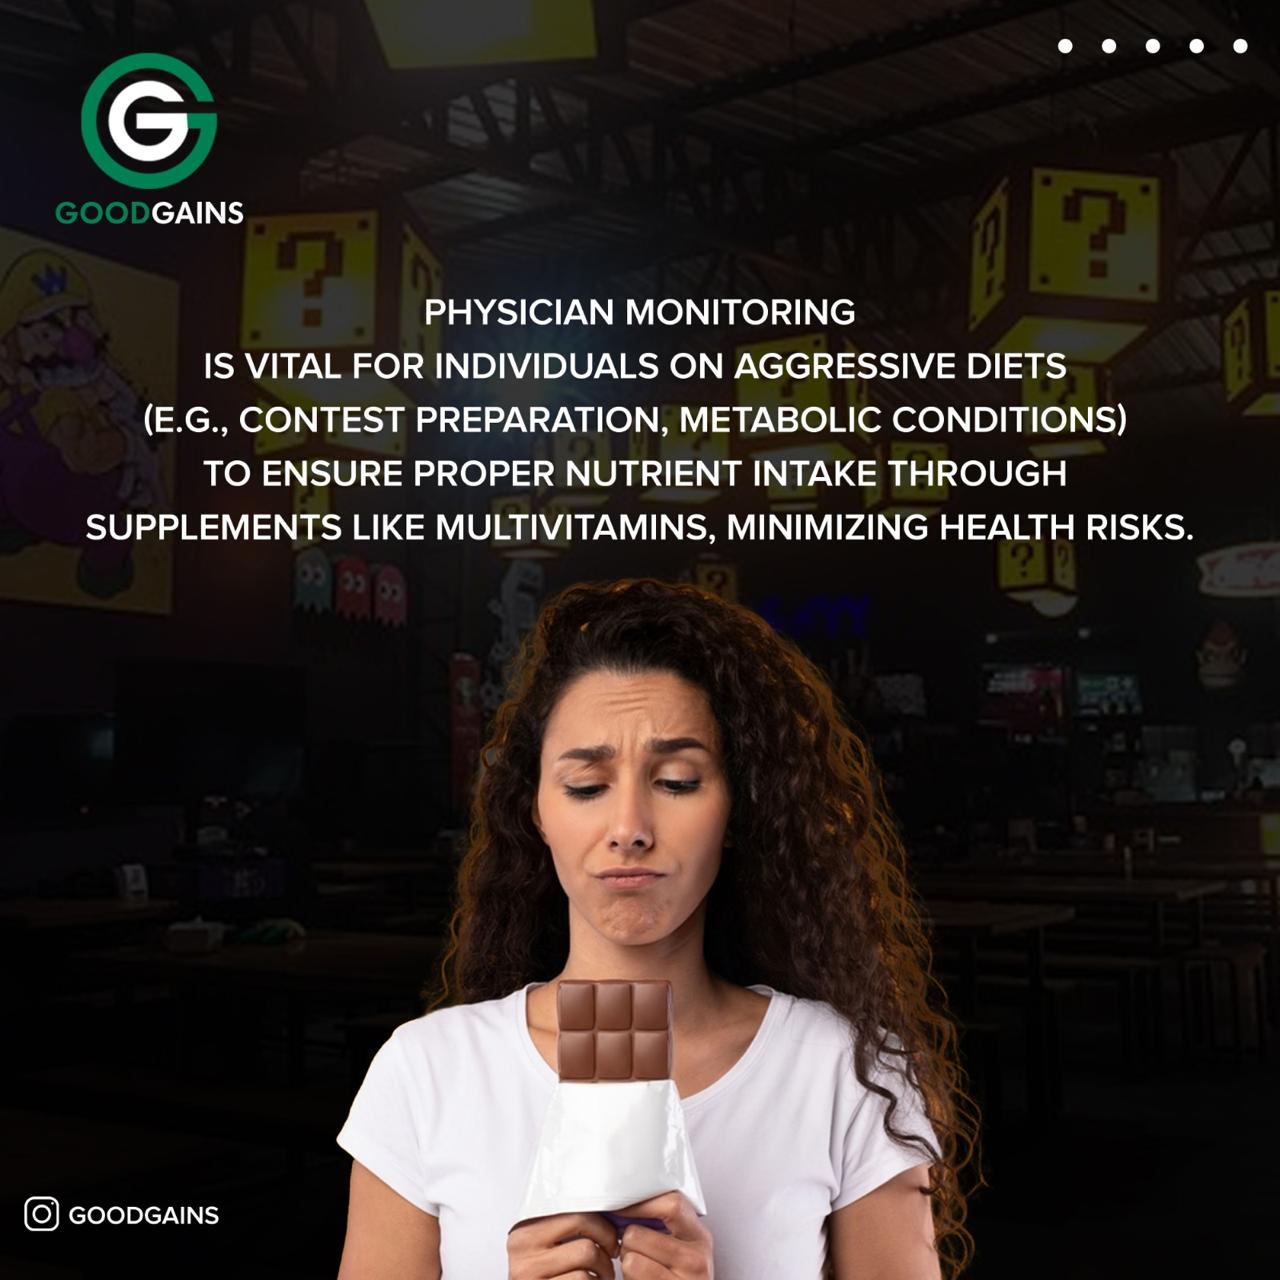 GOODGAINS
PHYSICIAN MONITORING
IS VITAL FOR INDIVIDUALS ON AGGRESSIVE DIETS
(E.G., CONTEST PREPARATION, METABOLIC CONDITIONS)
TO ENSURE PROPER NUTRIENT INTAKE THROUGH
SUPPLEMENTS LIKE MULTIVITAMINS, MINIMIZING HEALTH RISKS.
GOODGAINS